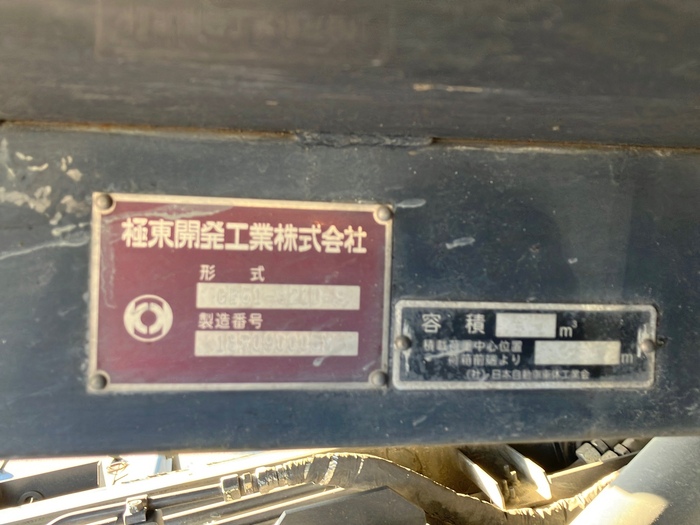 極東開発工業株式会社
形 式
製造番号
容 積 m³
積載荷重中心位置
荷箱前端より m
(社)日本自動車車体工業会